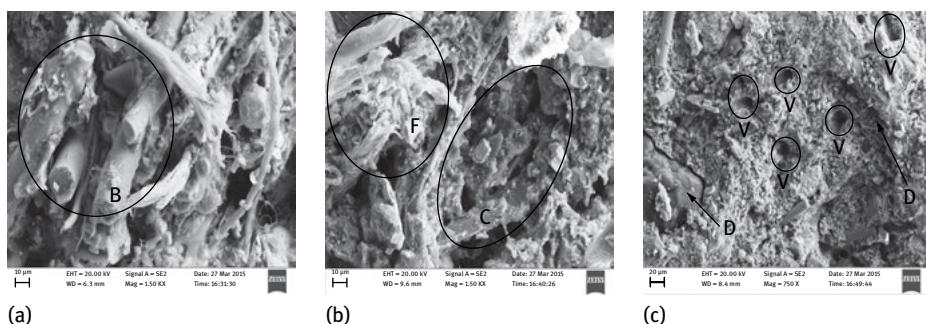 B
10 μm
EHT = 20.00 kV
Signal A = SE2
Date: 27 Mar 2015
WD = 6.3 mm
Mag = 1.50 KX
Time: 16:31:30
ZEISS
(a)
F
C
10 μm
EHT = 20.00 kV
Signal A = SE2
Date: 27 Mar 2015
WD = 9.6 mm
Mag = 1.50 KX
Time: 16:40:26
ZEISS
(b)
V
V
V
V
V
D
D
20 μm
EHT = 20.00 kV
Signal A = SE2
Date: 27 Mar 2015
WD = 8.4 mm
Mag = 750 X
Time: 16:49:44
ZEISS
(c)